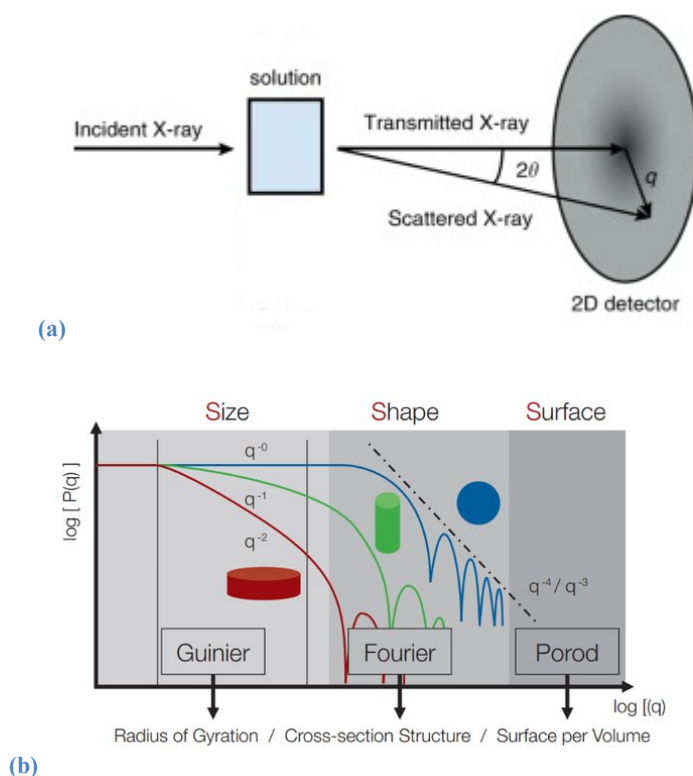 solution
Incident X-ray
Transmitted X-ray
2θ
q
Scattered X-ray
2D detector
(a)
Size Shape Surface
log [ P(q) ]
q-0
q-1
q-2
q-4 / q-3
Guinier Fourier Porod
log [(q)
Radius of Gyration / Cross-section Structure / Surface per Volume
(b)